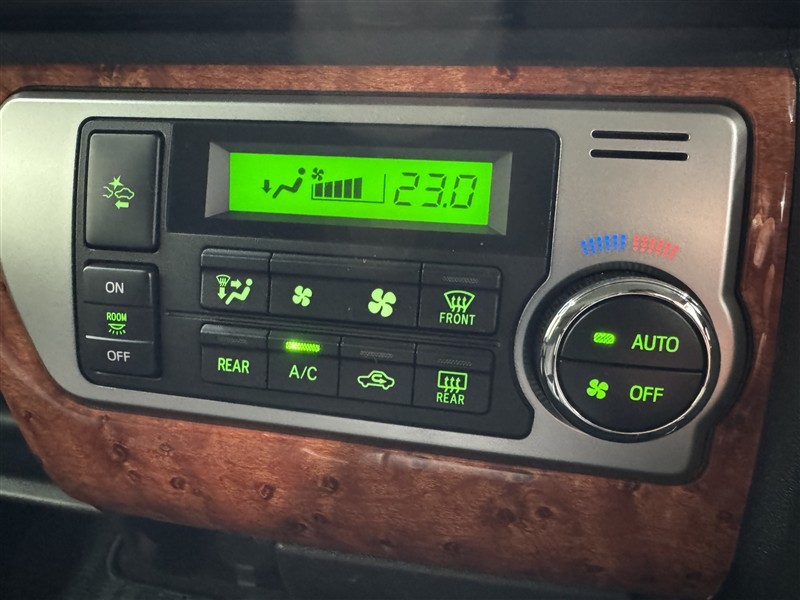 23.0
ON
ROOM
OFF
FRONT
REAR
A/C
REAR
AUTO
OFF